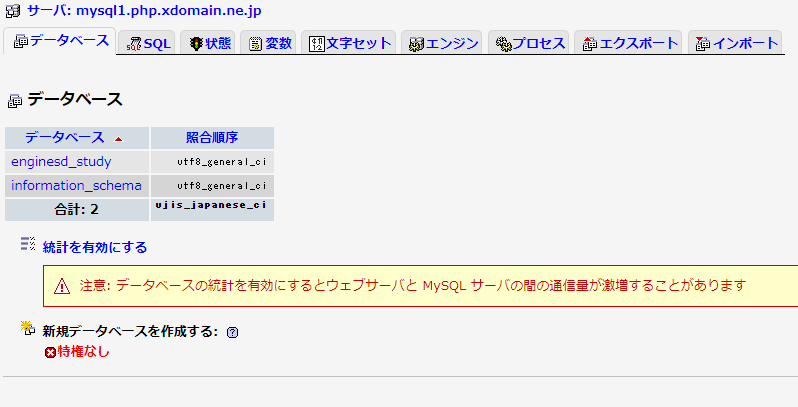 サーバ: mysql1.php.xdomain.ne.jp
データベース SQL 状態 変数 文字セット エンジン プロセス エクスポート インポート
データベース
データベース 照合順序
enginesd_study utf8_general_ci
information_schema utf8_general_ci
合計: 2 ujis_japanese_ci
統計を有効にする
注意: データベースの統計を有効にするとウェブサーバと MySQL サーバの間の通信量が激増することがあります
新規データベースを作成する:
特権なし